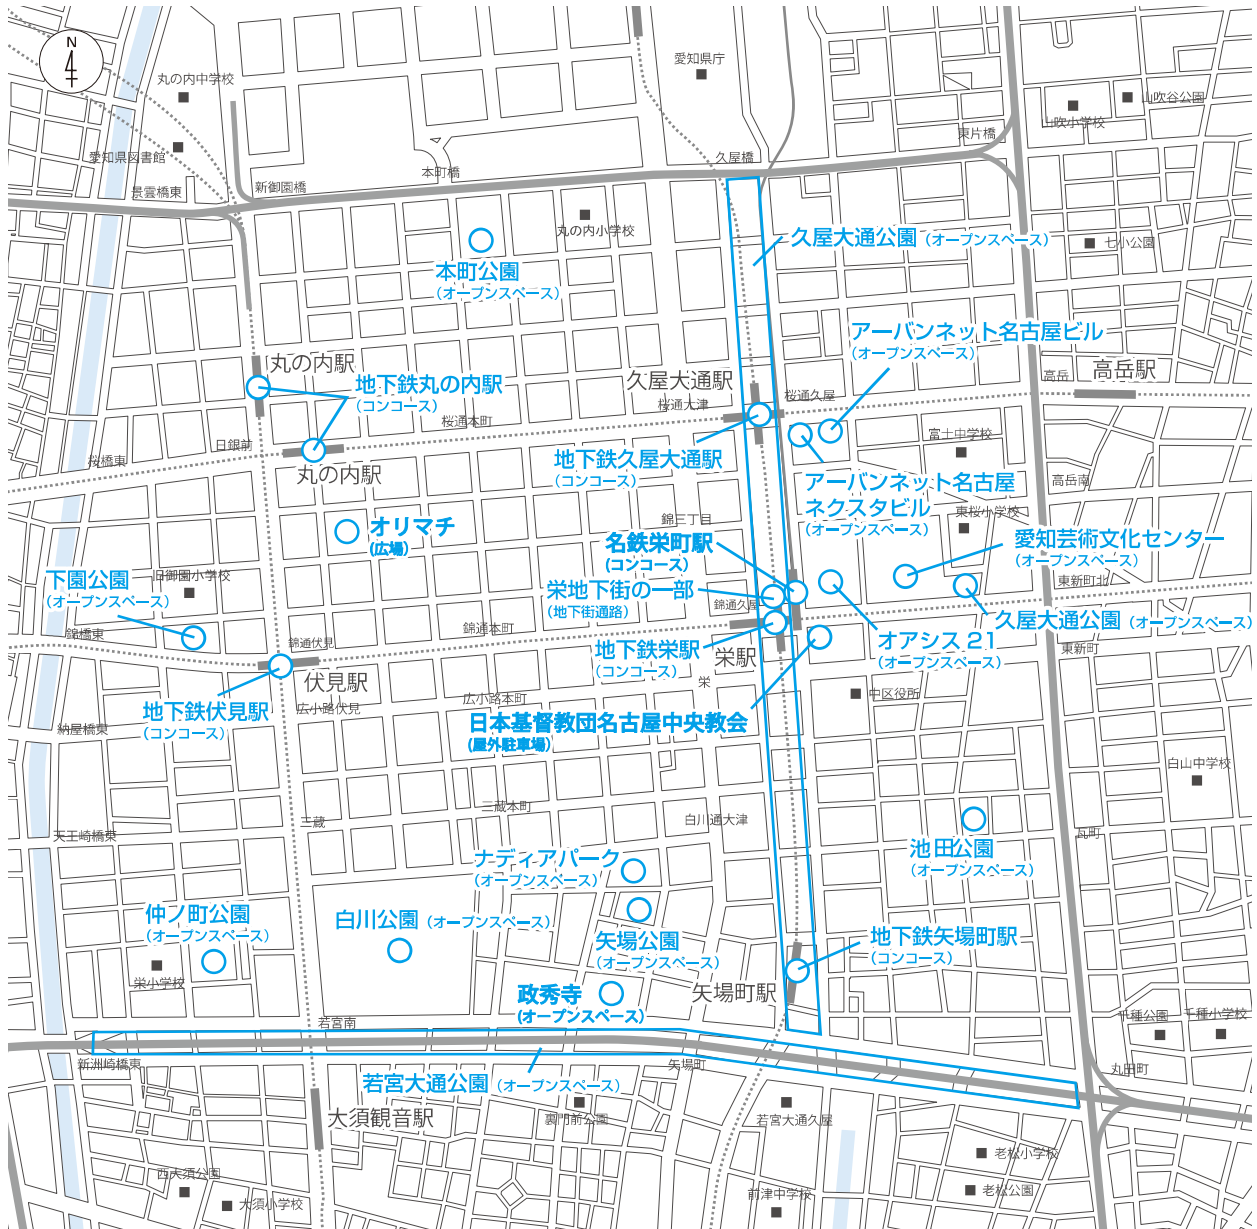 N
丸の内中学校
愛知県庁
山吹谷公園
山吹小学校
東片橋
愛知県図書館
久屋橋
本町橋
景雲橋東
新御園橋
丸の内小学校
七小公園
久屋大通公園（オープンスペース）
本町公園
（オープンスペース）
アーバンネット名古屋ビル
（オープンスペース）
丸の内駅
高岳駅
高岳
久屋大通駅
地下鉄丸の内駅
（コンコース）
桜通久屋
桜通大津
桜通本町
日銀前
富士中学校
桜橋東
地下鉄久屋大通駅
（コンコース）
丸の内駅
アーバンネット名古屋
ネクスタビル
（オープンスペース）
高岳南
東桜小学校
錦三丁目
オリマチ
（広場）
名鉄栄町駅
（コンコース）
愛知芸術文化センター
（オープンスペース）
下園公園
（オープンスペース）
旧御園小学校
東新町北
栄地下街の一部
（地下街通路）
錦通久屋
久屋大通公園（オープンスペース）
錦橋東
錦通伏見
錦通本町
オアシス21
（オープンスペース）
地下鉄栄駅
（コンコース）
栄駅
東新町
伏見駅
栄
中区役所
広小路本町
広小路伏見
地下鉄伏見駅
（コンコース）
日本基督教団名古屋中央教会
（屋外駐車場）
納屋橋東
白山中学校
三蔵本町
白川通大津
三蔵
天王崎橋東
瓦町
池田公園
（オープンスペース）
ナディアパーク
（オープンスペース）
仲ノ町公園
（オープンスペース）
白川公園（オープンスペース）
矢場公園
（オープンスペース）
地下鉄矢場町駅
（コンコース）
栄小学校
矢場町駅
政秀寺
（オープンスペース）
若宮南
千種公園
千種小学校
新洲崎橋東
矢場町
丸田町
若宮大通公園（オープンスペース）
大須観音駅
裏門前公園
若宮大通久屋
老松小学校
西大須公園
老松公園
大須小学校
前津中学校